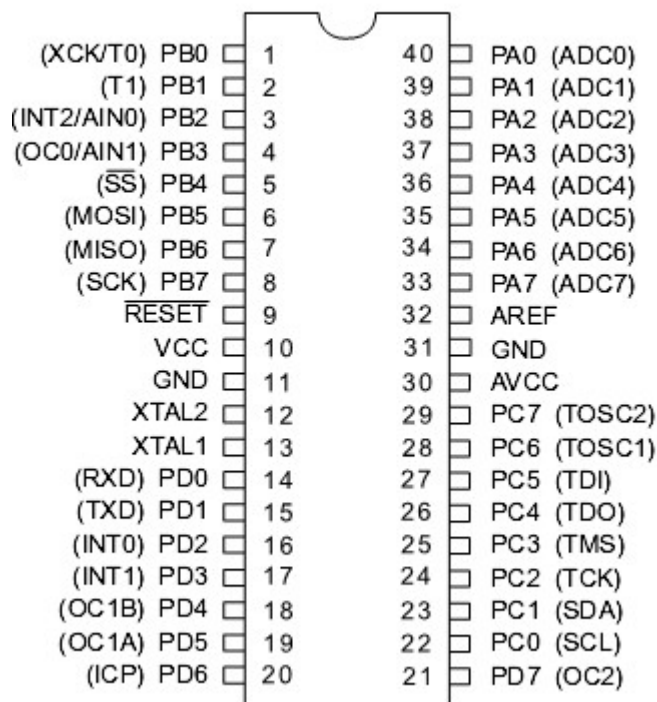 (XCK/T0) PB0 1 40 PA0 (ADC0)
(T1) PB1 2 39 PA1 (ADC1)
(INT2/AIN0) PB2 3 38 PA2 (ADC2)
(OC0/AIN1) PB3 4 37 PA3 (ADC3)
(S̅S̅) PB4 5 36 PA4 (ADC4)
(MOSI) PB5 6 35 PA5 (ADC5)
(MISO) PB6 7 34 PA6 (ADC6)
(SCK) PB7 8 33 PA7 (ADC7)
R̅E̅S̅E̅T̅ 9 32 AREF
VCC 10 31 GND
GND 11 30 AVCC
XTAL2 12 29 PC7 (TOSC2)
XTAL1 13 28 PC6 (TOSC1)
(RXD) PD0 14 27 PC5 (TDI)
(TXD) PD1 15 26 PC4 (TDO)
(INT0) PD2 16 25 PC3 (TMS)
(INT1) PD3 17 24 PC2 (TCK)
(OC1B) PD4 18 23 PC1 (SDA)
(OC1A) PD5 19 22 PC0 (SCL)
(ICP) PD6 20 21 PD7 (OC2)